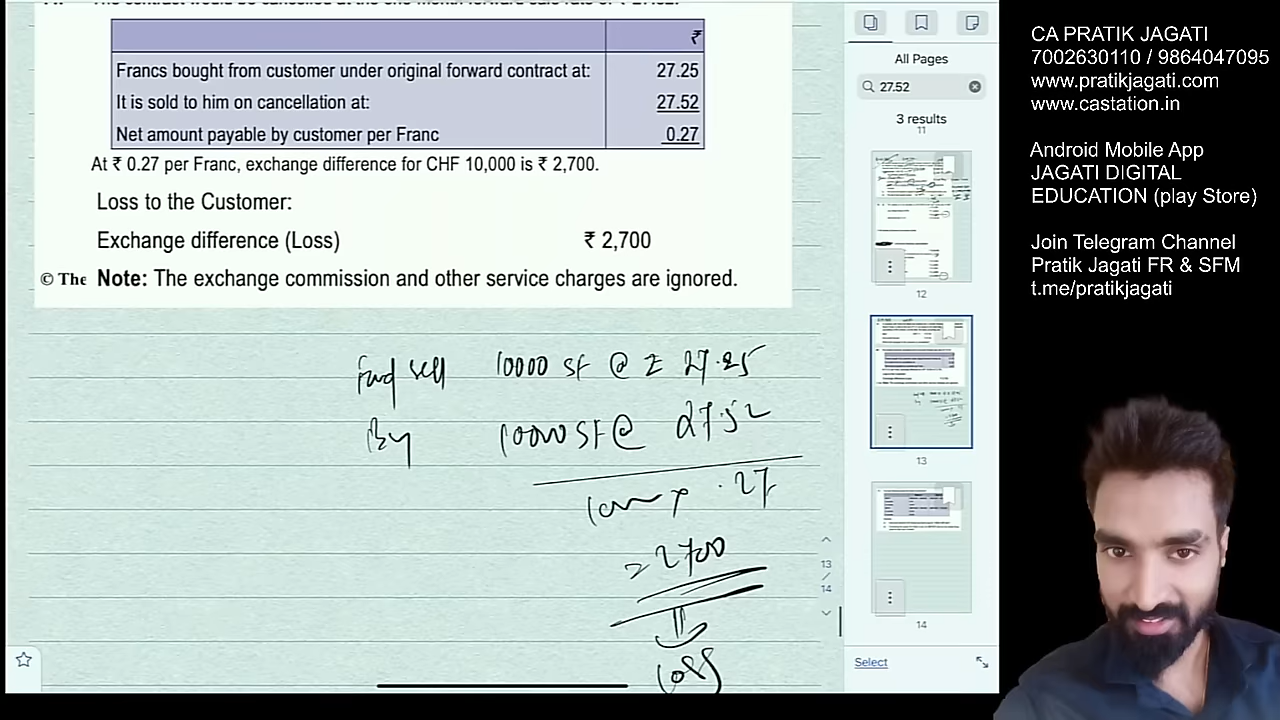 ₹
Francs bought from customer under original forward contract at: 27.25
It is sold to him on cancellation at: 27.52
Net amount payable by customer per Franc 0.27
At ₹ 0.27 per Franc, exchange difference for CHF 10,000 is ₹ 2,700.
Loss to the Customer:
Exchange difference (Loss) ₹ 2,700
© The Note: The exchange commission and other service charges are ignored.
Fwd sell 10000 SF @ ₹ 27.25
By 10000 SF @ 27.52
.27
= 2700
Loss
13
/
14
All Pages
27.52
3 results
11
12
13
14
Select
CA PRATIK JAGATI
7002630110 / 9864047095
www.pratikjagati.com
www.castation.in
Android Mobile App
JAGATI DIGITAL
EDUCATION (play Store)
Join Telegram Channel
Pratik Jagati FR & SFM
t.me/pratikjagati